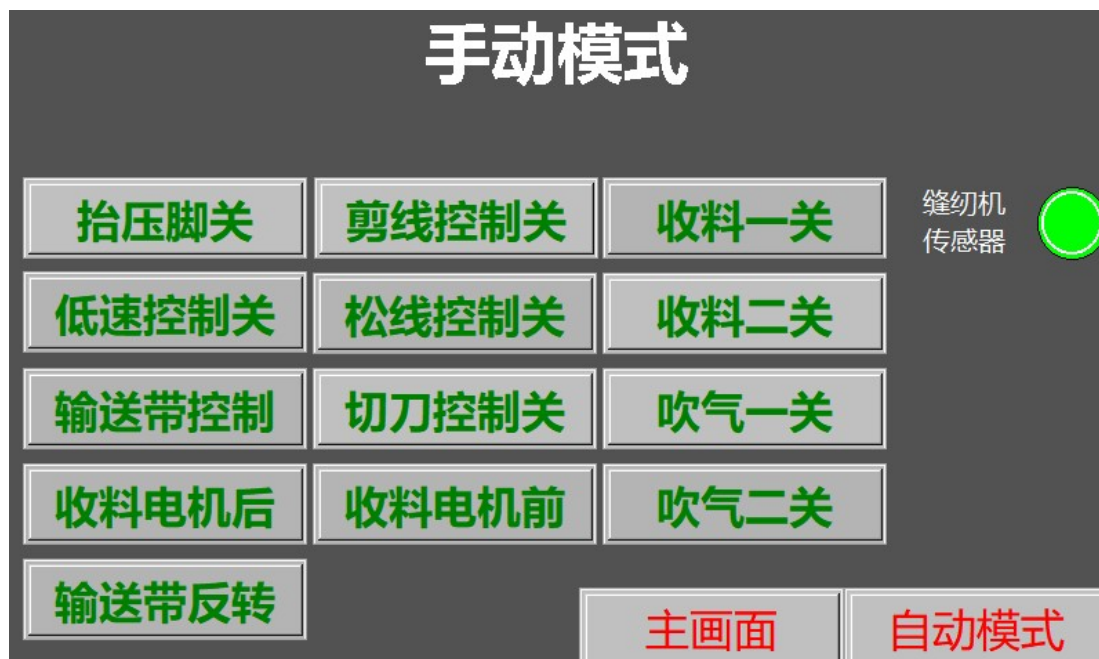 手动模式
抬压脚关
剪线控制关
收料一关
缝纫机
传感器
低速控制关
松线控制关
收料二关
输送带控制
切刀控制关
吹气一关
收料电机后
收料电机前
吹气二关
输送带反转
主画面
自动模式